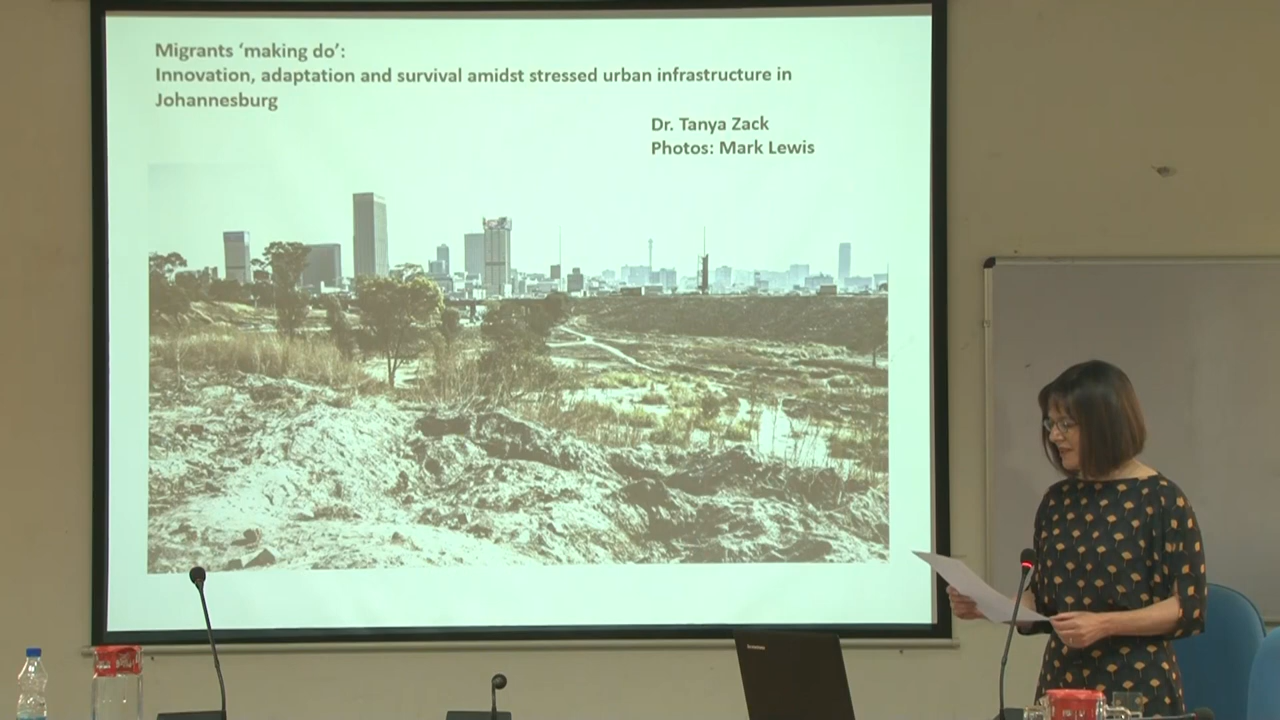 Migrants ‘making do’:
Innovation, adaptation and survival amidst stressed urban infrastructure in
Johannesburg
Dr. Tanya Zack
Photos: Mark Lewis